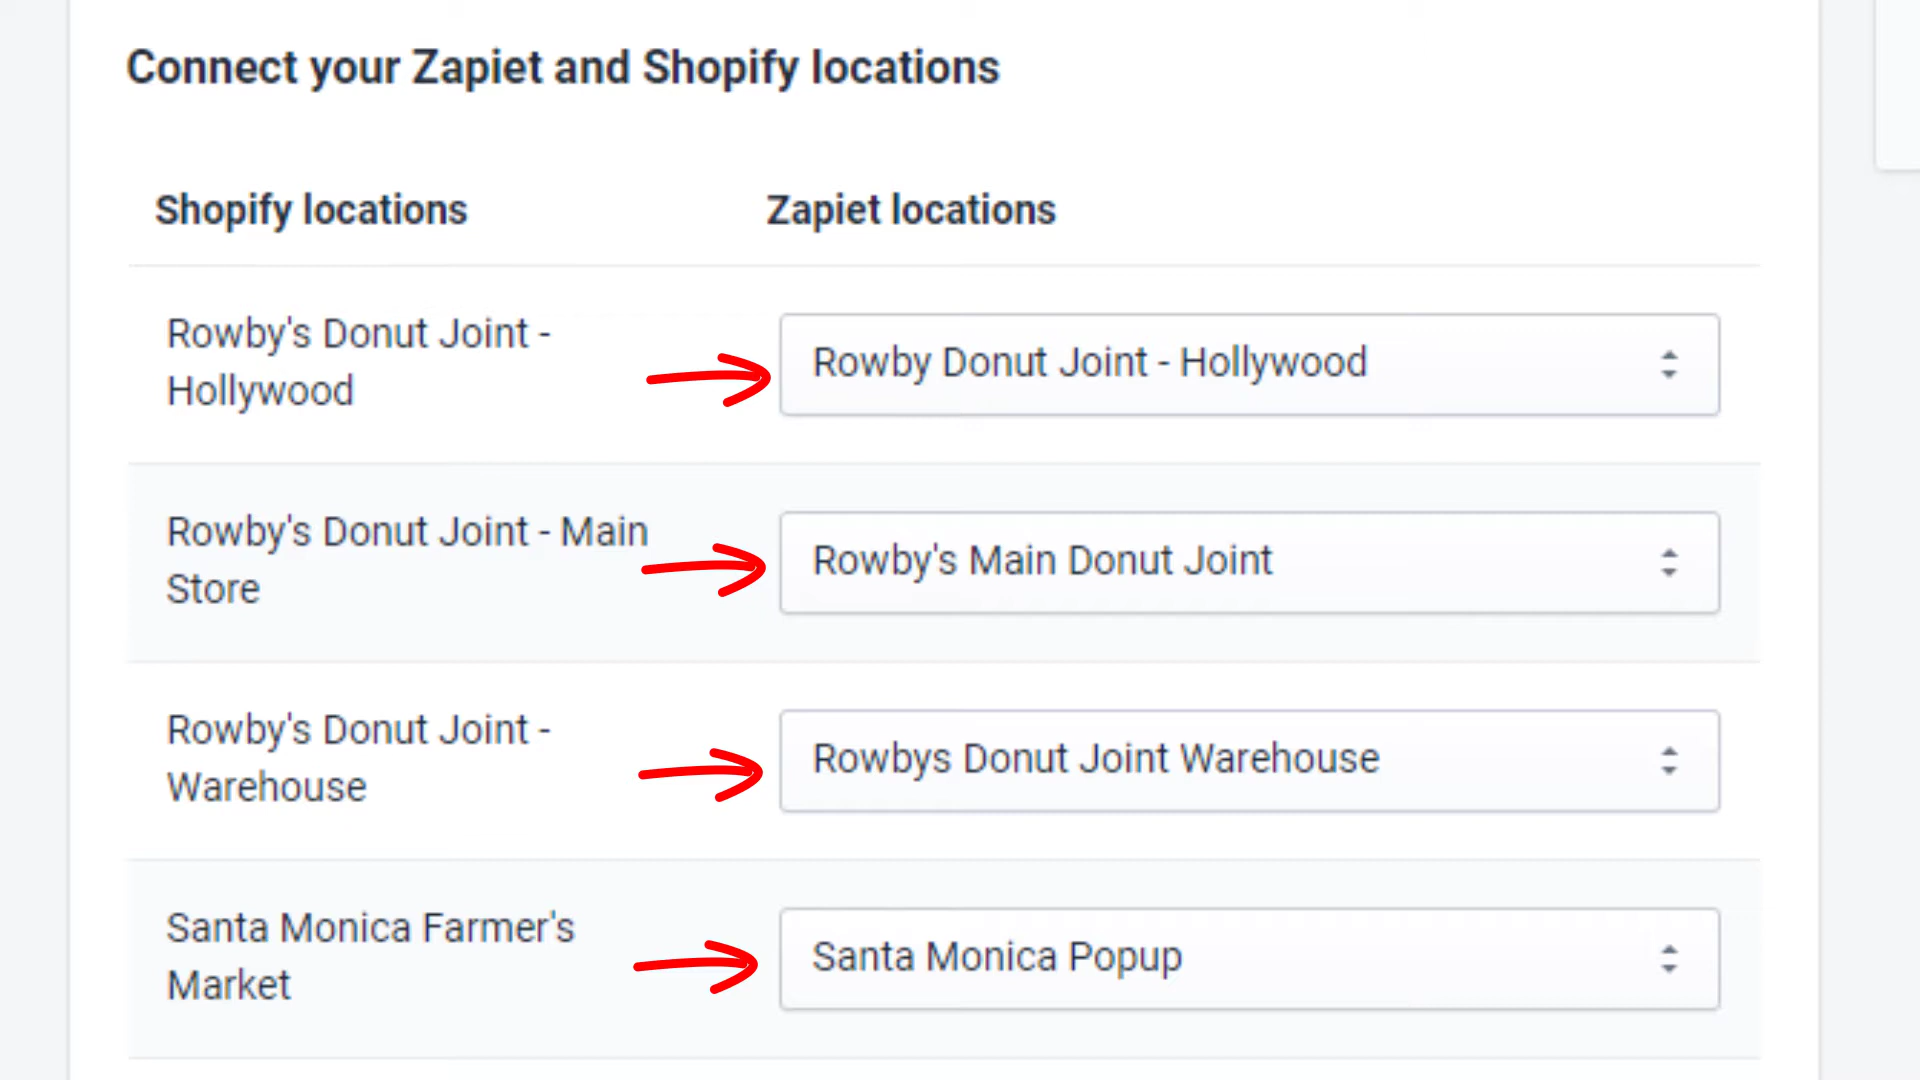 Connect your Zapiet and Shopify locations
Shopify locations
Zapiet locations
Rowby's Donut Joint -
Hollywood
Rowby Donut Joint - Hollywood
Rowby's Donut Joint - Main
Store
Rowby's Main Donut Joint
Rowby's Donut Joint -
Warehouse
Rowbys Donut Joint Warehouse
Santa Monica Farmer's
Market
Santa Monica Popup